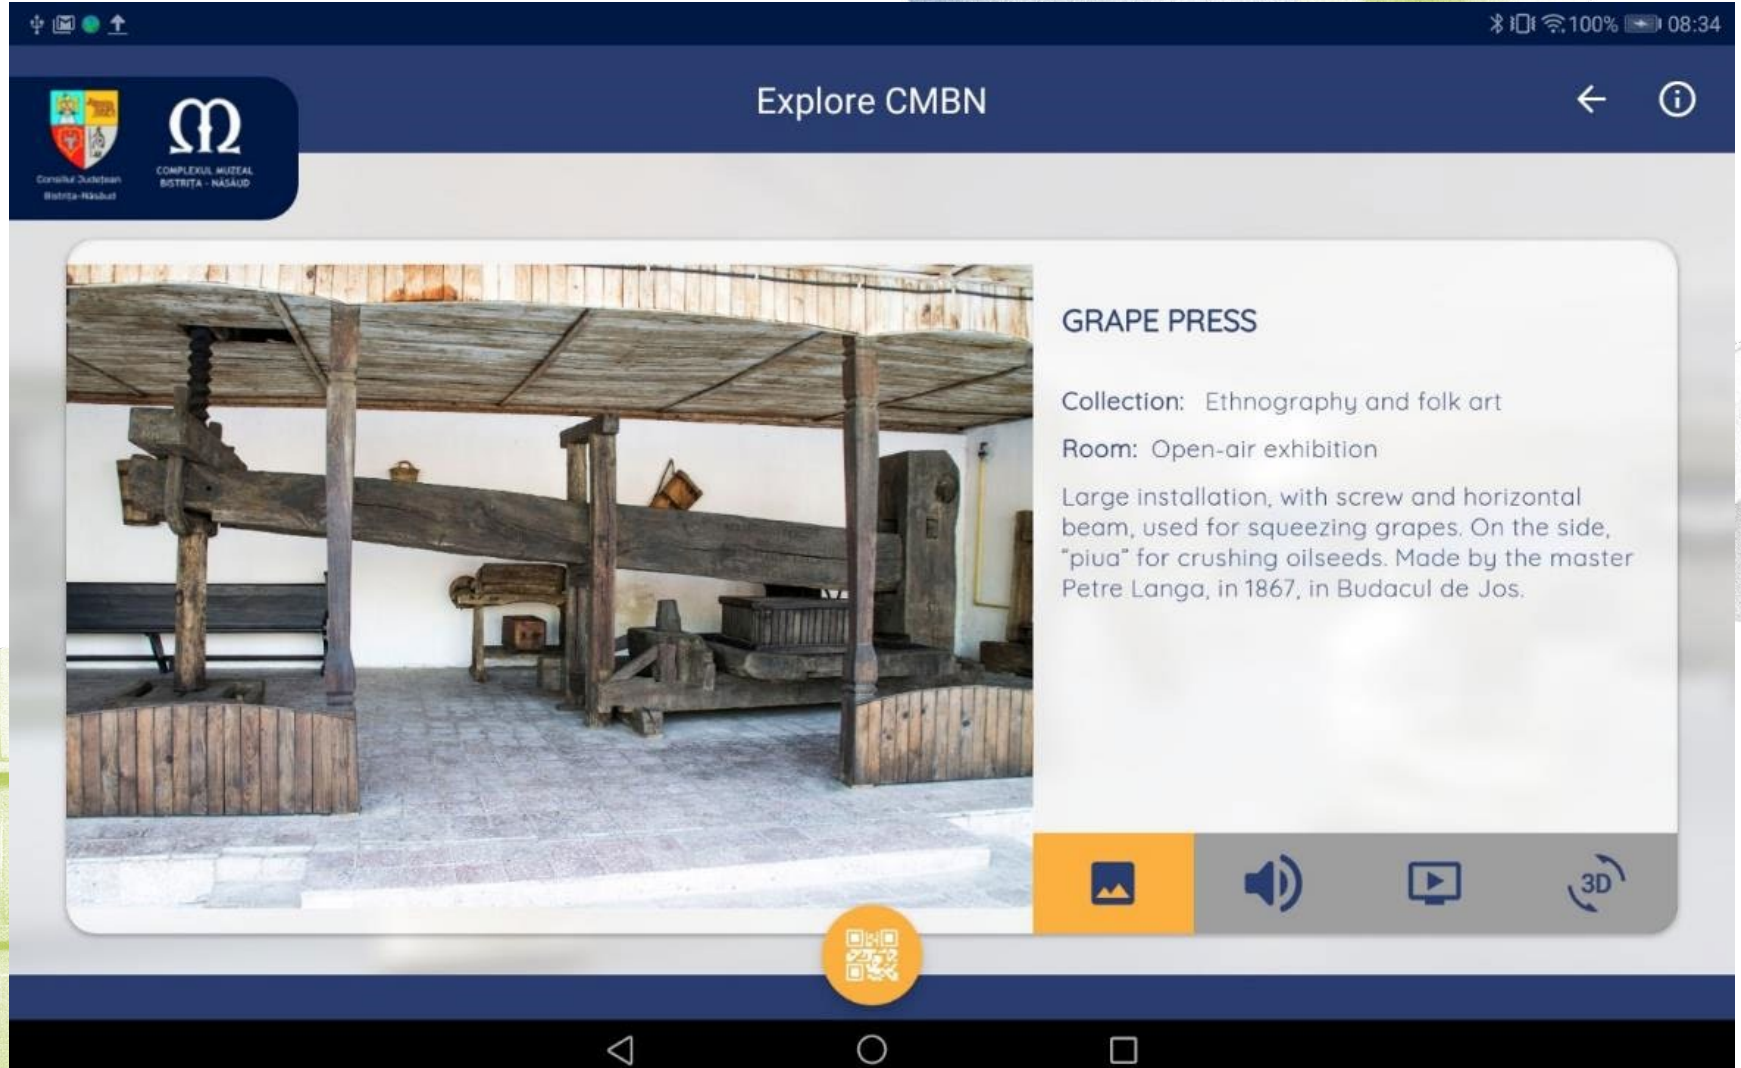 100% 08:34
Explore CMBN
Consiliul Județean
Bistrița-Năsăud
COMPLEXUL MUZEAL
BISTRIȚA - NĂSĂUD
GRAPE PRESS
Collection: Ethnography and folk art
Room: Open-air exhibition
Large installation, with screw and horizontal
beam, used for squeezing grapes. On the side,
"piua" for crushing oilseeds. Made by the master
Petre Langa, in 1867, in Budacul de Jos.
3D